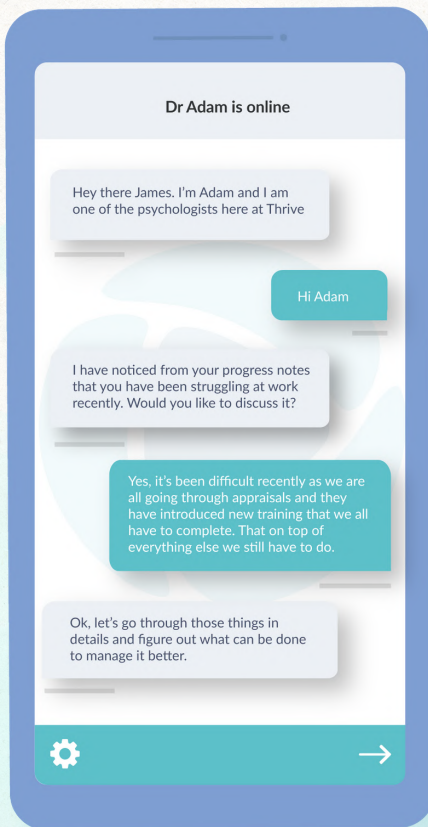 Dr Adam is online
Hey there James. I'm Adam and I am
one of the psychologists here at Thrive
Hi Adam
I have noticed from your progress notes
that you have been struggling at work
recently. Would you like to discuss it?
Yes, it's been difficult recently as we are
all going through appraisals and they
have introduced new training that we all
have to complete. That on top of
everything else we still have to do.
Ok, let's go through those things in
details and figure out what can be done
to manage it better.